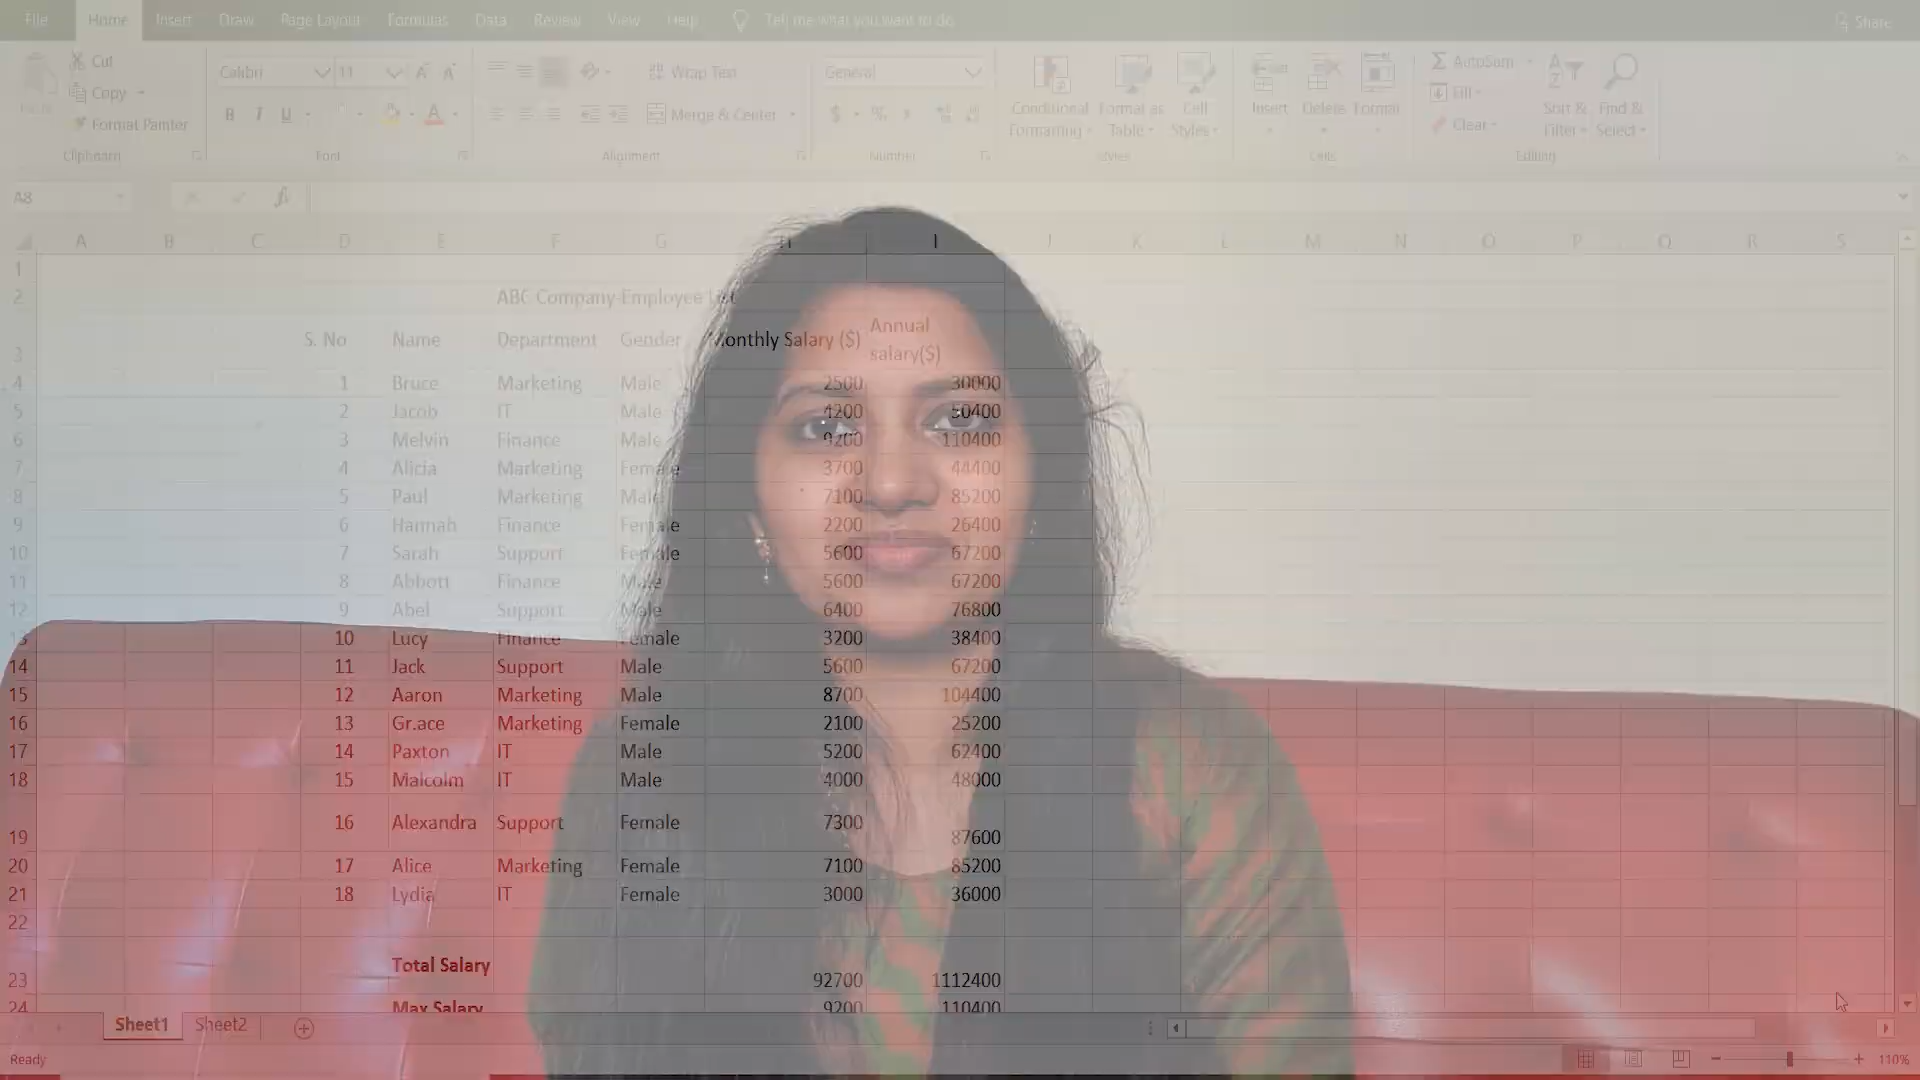 File Home Insert Draw Page Layout Formulas Data Review View Help Tell me what you want to do Share
Cut
Copy
Format Painter
Paste
Clipboard
Calibri 11 A A
B I U A
Font
Wrap Text
Merge & Center
Alignment
General
$ % ,
Number
Conditional Formatting
Format as Table
Cell Styles
Styles
Insert Delete Format
Cells
AutoSum
Fill
Clear
Sort & Filter
Find & Select
Editing
A8 fx
A B C D E F G H I J K L M N O P Q R S
1
2 ABC Company-Employee List
3 S. No Name Department Gender Monthly Salary ($) Annual salary($)
4 1 Bruce Marketing Male 2500 30000
5 2 Jacob IT Male 4200 50400
6 3 Melvin Finance Male 9200 110400
7 4 Alicia Marketing Female 3700 44400
8 5 Paul Marketing Male 7100 85200
9 6 Hannah Finance Female 2200 26400
10 7 Sarah Support Female 5600 67200
11 8 Abbott Finance Male 5600 67200
12 9 Abel Support Male 6400 76800
13 10 Lucy Finance Female 3200 38400
14 11 Jack Support Male 5600 67200
15 12 Aaron Marketing Male 8700 104400
16 13 Gr.ace Marketing Female 2100 25200
17 14 Paxton IT Male 5200 62400
18 15 Malcolm IT Male 4000 48000
19 16 Alexandra Support Female 7300 87600
20 17 Alice Marketing Female 7100 85200
21 18 Lydia IT Female 3000 36000
22
23 Total Salary 92700 1112400
24 Max Salary 9200 110400
Sheet1 Sheet2
Ready 110%